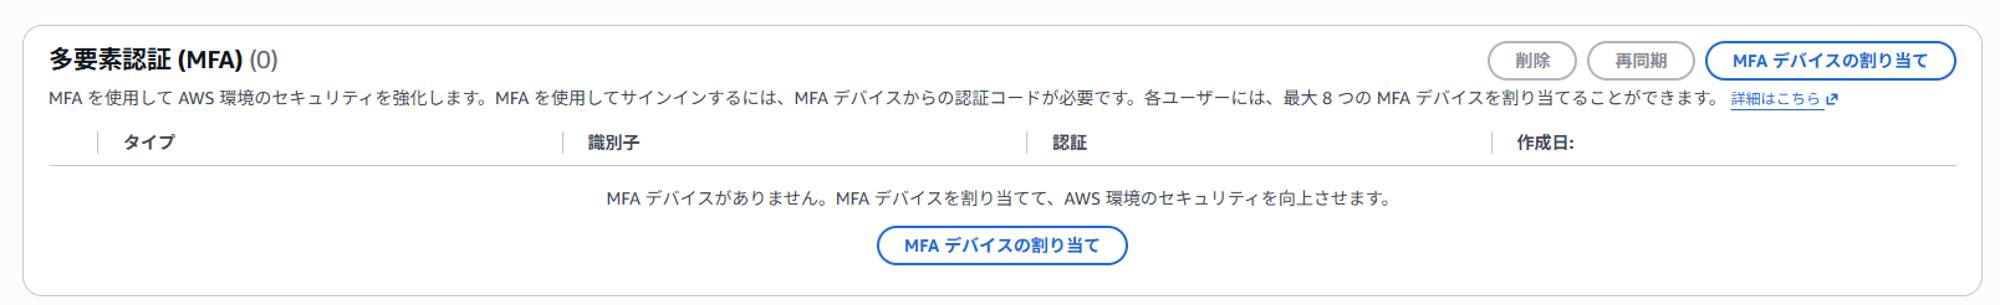 多要素認証 (MFA) (0)
削除 再同期 MFA デバイスの割り当て
MFA を使用して AWS 環境のセキュリティを強化します。MFA を使用してサインインするには、MFA デバイスからの認証コードが必要です。各ユーザーには、最大 8 つの MFA デバイスを割り当てることができます。 詳細はこちら
タイプ 識別子 認証 作成日:
MFA デバイスがありません。MFA デバイスを割り当てて、AWS 環境のセキュリティを向上させます。
MFA デバイスの割り当て